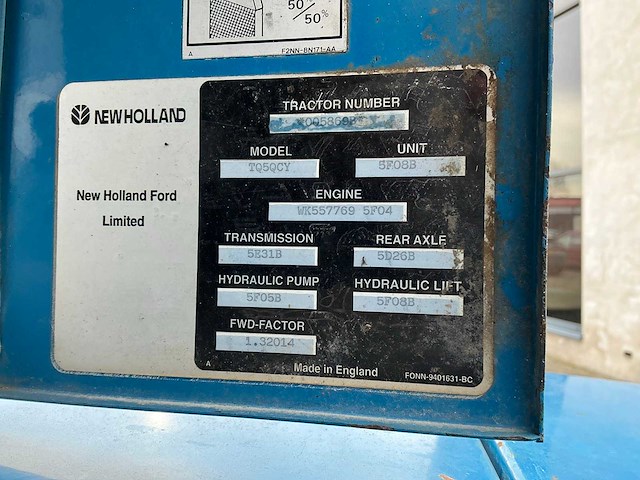 50/
50%
A F2NN-8N171-AA
NEW HOLLAND
New Holland Ford
Limited
TRACTOR NUMBER
MODEL UNIT
TQ5QCY 5F08B
ENGINE
WK557769 5F04
TRANSMISSION REAR AXLE
5E31B 5D26B
HYDRAULIC PUMP HYDRAULIC LIFT
5F05B 5F08B
FWD-FACTOR
1.32014
A Made in England FONN-9401631-BC